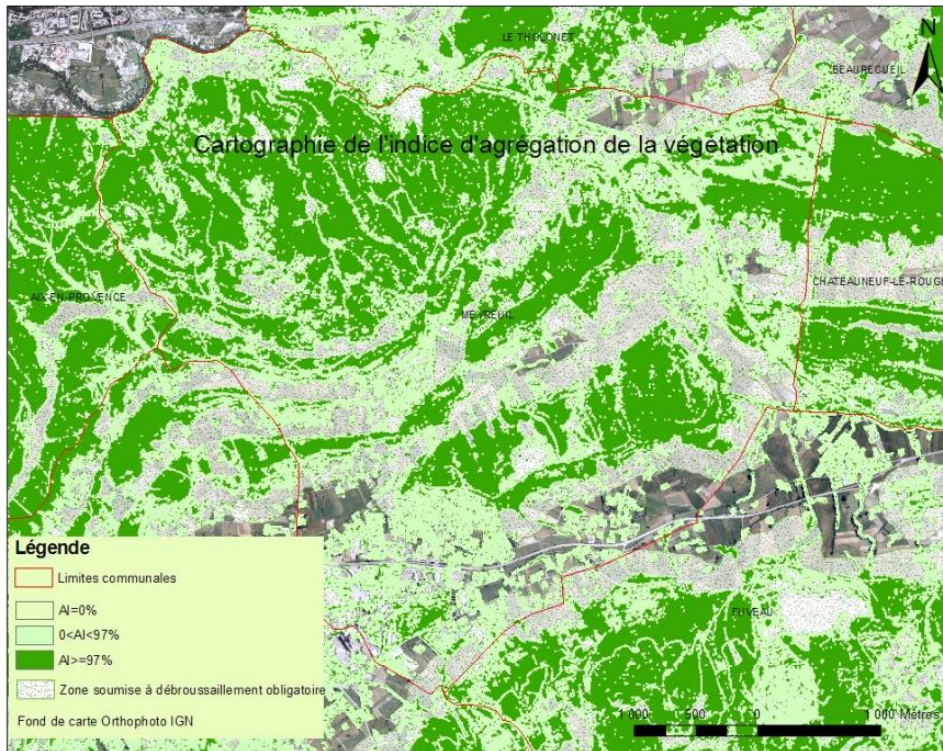 LE THOLONET
N
BEAURECUEIL
Cartographie de l'indice d'agrégation de la végétation
CHATEAUNEUF-LE-ROUGE
AIX-EN-PROVENCE
MEYREUIL
Légende
Limites communales
AI=0%
0<AI<97%
AI>=97%
Zone soumise à débroussaillement obligatoire
Fond de carte Orthophoto IGN
FUVEAU
1 000 500 0 1 000 Mètres